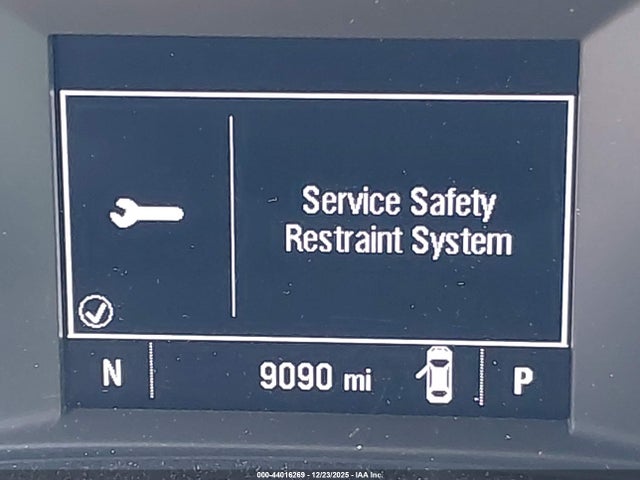 Service Safety
Restraint System
N
9090 mi
P
000-44016269 - 12/23/2025 - IAA Inc.